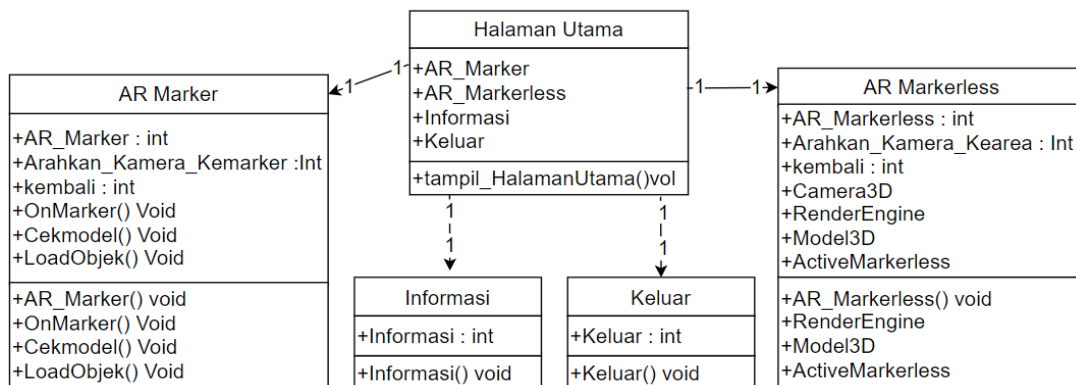 Halaman Utama
+AR_Marker
+AR_Markerless
+Informasi
+Keluar
+tampil_HalamanUtama()vol
1
1
1
1
1
1
1
1
AR Marker
+AR_Marker : int
+Arahkan_Kamera_Kemarker :Int
+kembali : int
+OnMarker() Void
+Cekmodel() Void
+LoadObjek() Void
+AR_Marker() void
+OnMarker() Void
+Cekmodel() Void
+LoadObjek() Void
Informasi
+Informasi : int
+Informasi() void
Keluar
+Keluar : int
+Keluar() void
AR Markerless
+AR_Markerless : int
+Arahkan_Kamera_Kearea : Int
+kembali : int
+Camera3D
+RenderEngine
+Model3D
+ActiveMarkerless
+AR_Markerless() void
+RenderEngine
+Model3D
+ActiveMarkerless